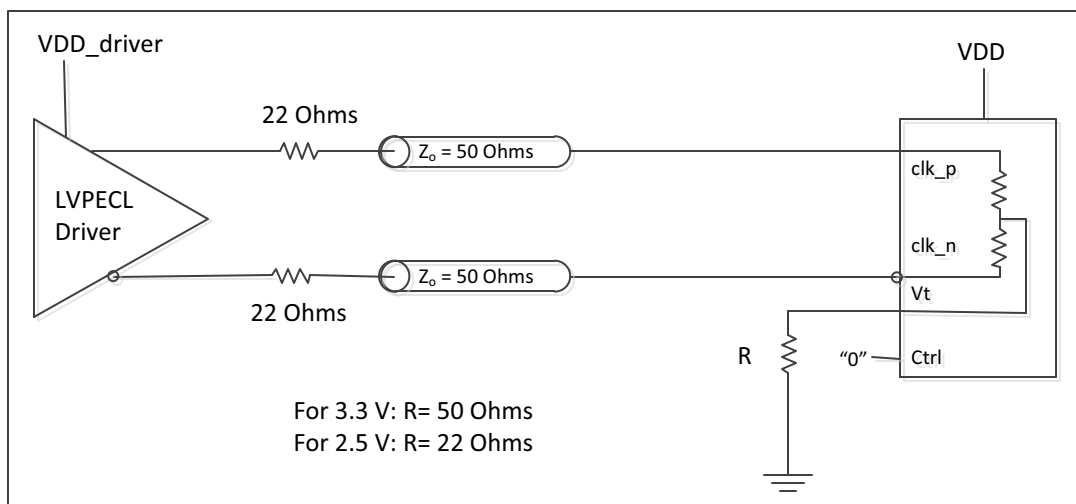 VDD_driver
VDD
22 Ohms
Zo = 50 Ohms
clk_p
LVPECL
Driver
clk_n
Zo = 50 Ohms
Vt
22 Ohms
R
“0”
Ctrl
For 3.3 V: R= 50 Ohms
For 2.5 V: R= 22 Ohms